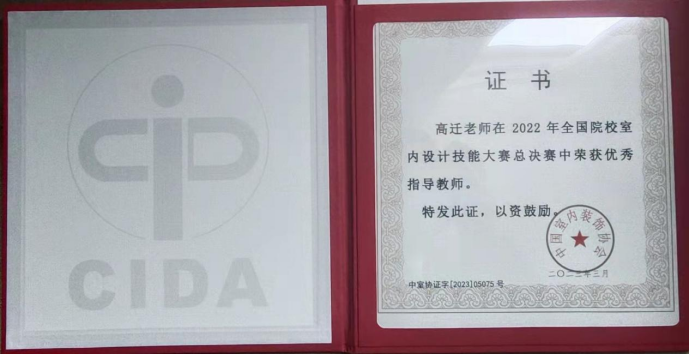 CIDA
证 书
高迁老师在 2022 年全国院校室
内设计技能大赛总决赛中荣获优秀
指导教师。
特发此证，以资鼓励。
中国室内装饰协会
二〇二三年三月
中室协证字[2023]05075 号